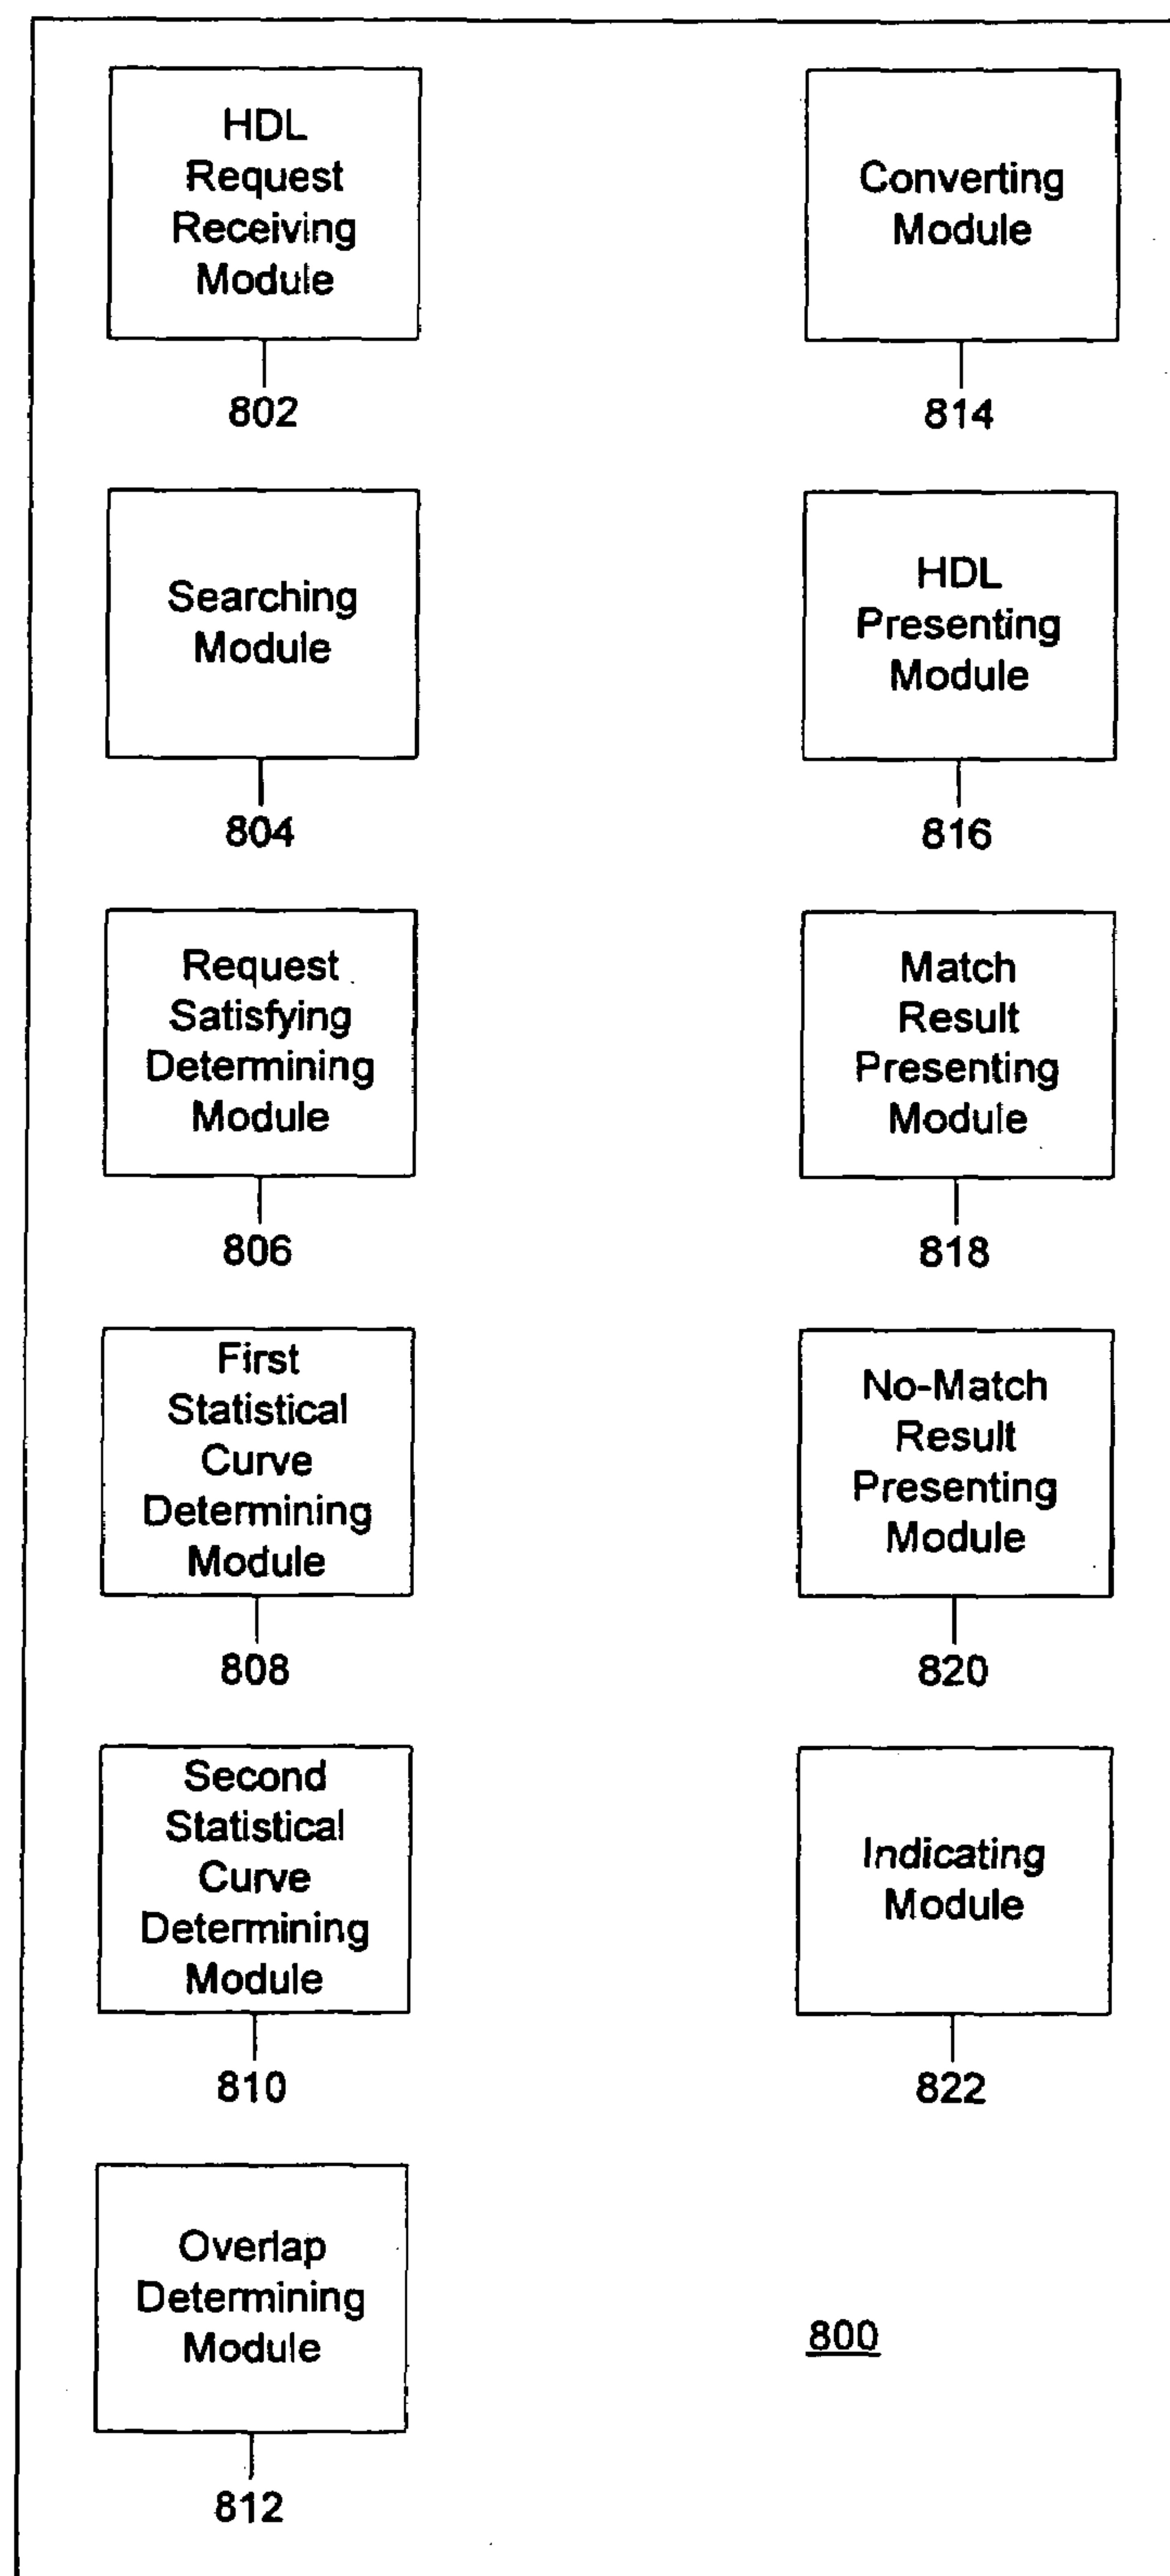 HDL
Request
Receiving
Module
802
Searching
Module
804
Request
Satisfying
Determining
Module
806
First
Statistical
Curve
Determining
Module
808
Second
Statistical
Curve
Determining
Module
810
Overlap
Determining
Module
812
Converting
Module
814
HDL
Presenting
Module
816
Match
Result
Presenting
Module
818
No-Match
Result
Presenting
Module
820
Indicating
Module
822
800